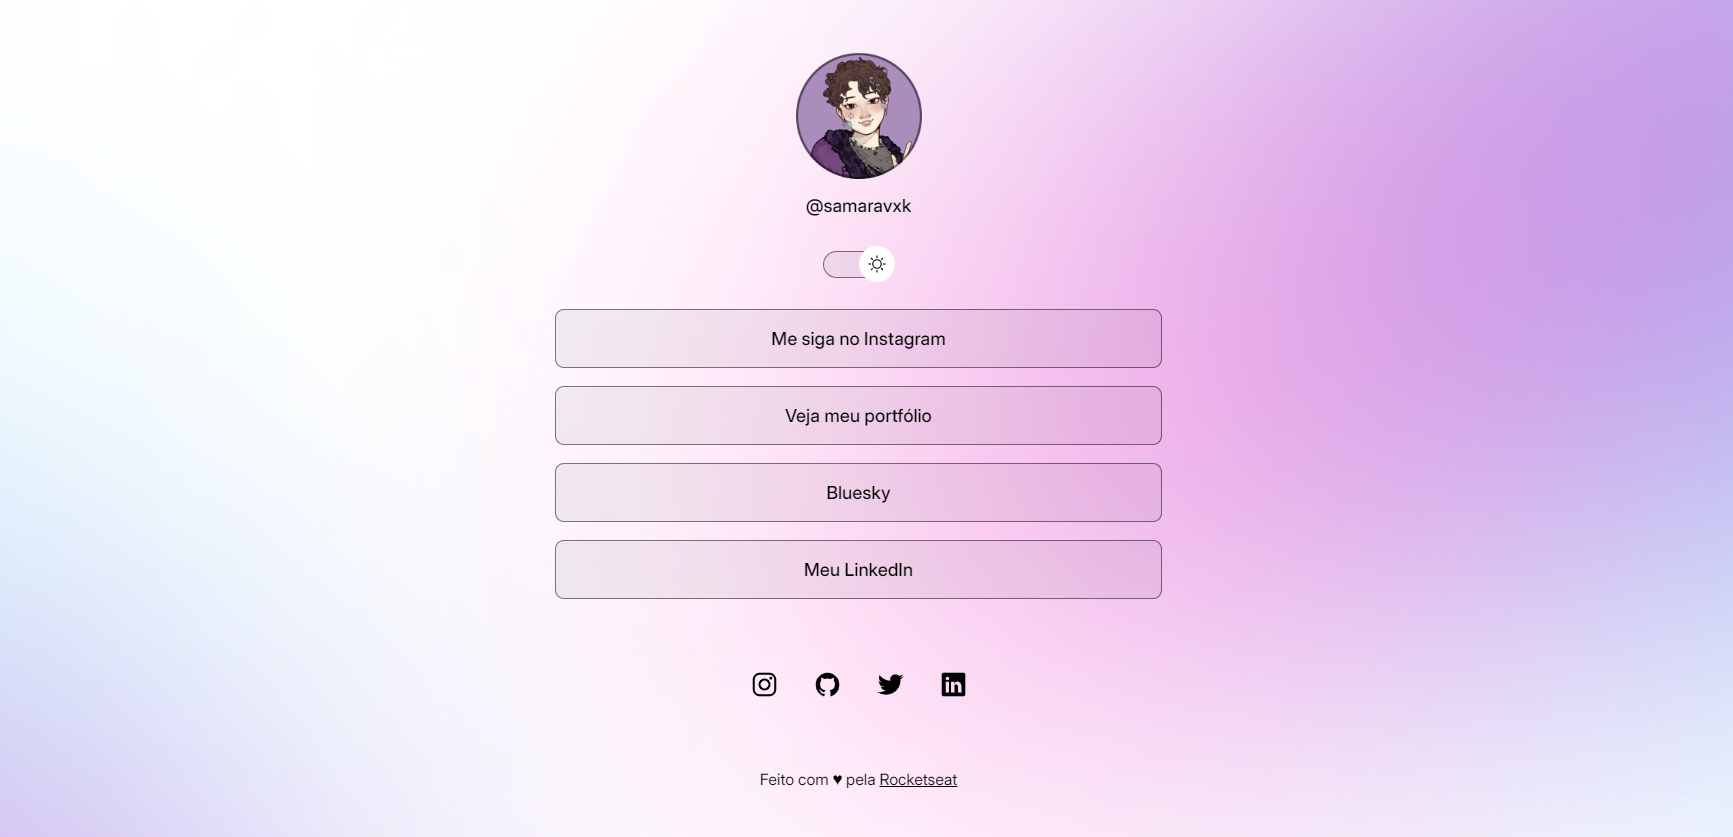 @samaravxk
Me siga no Instagram
Veja meu portfólio
Bluesky
Meu LinkedIn
Feito com ♥ pela Rocketseat